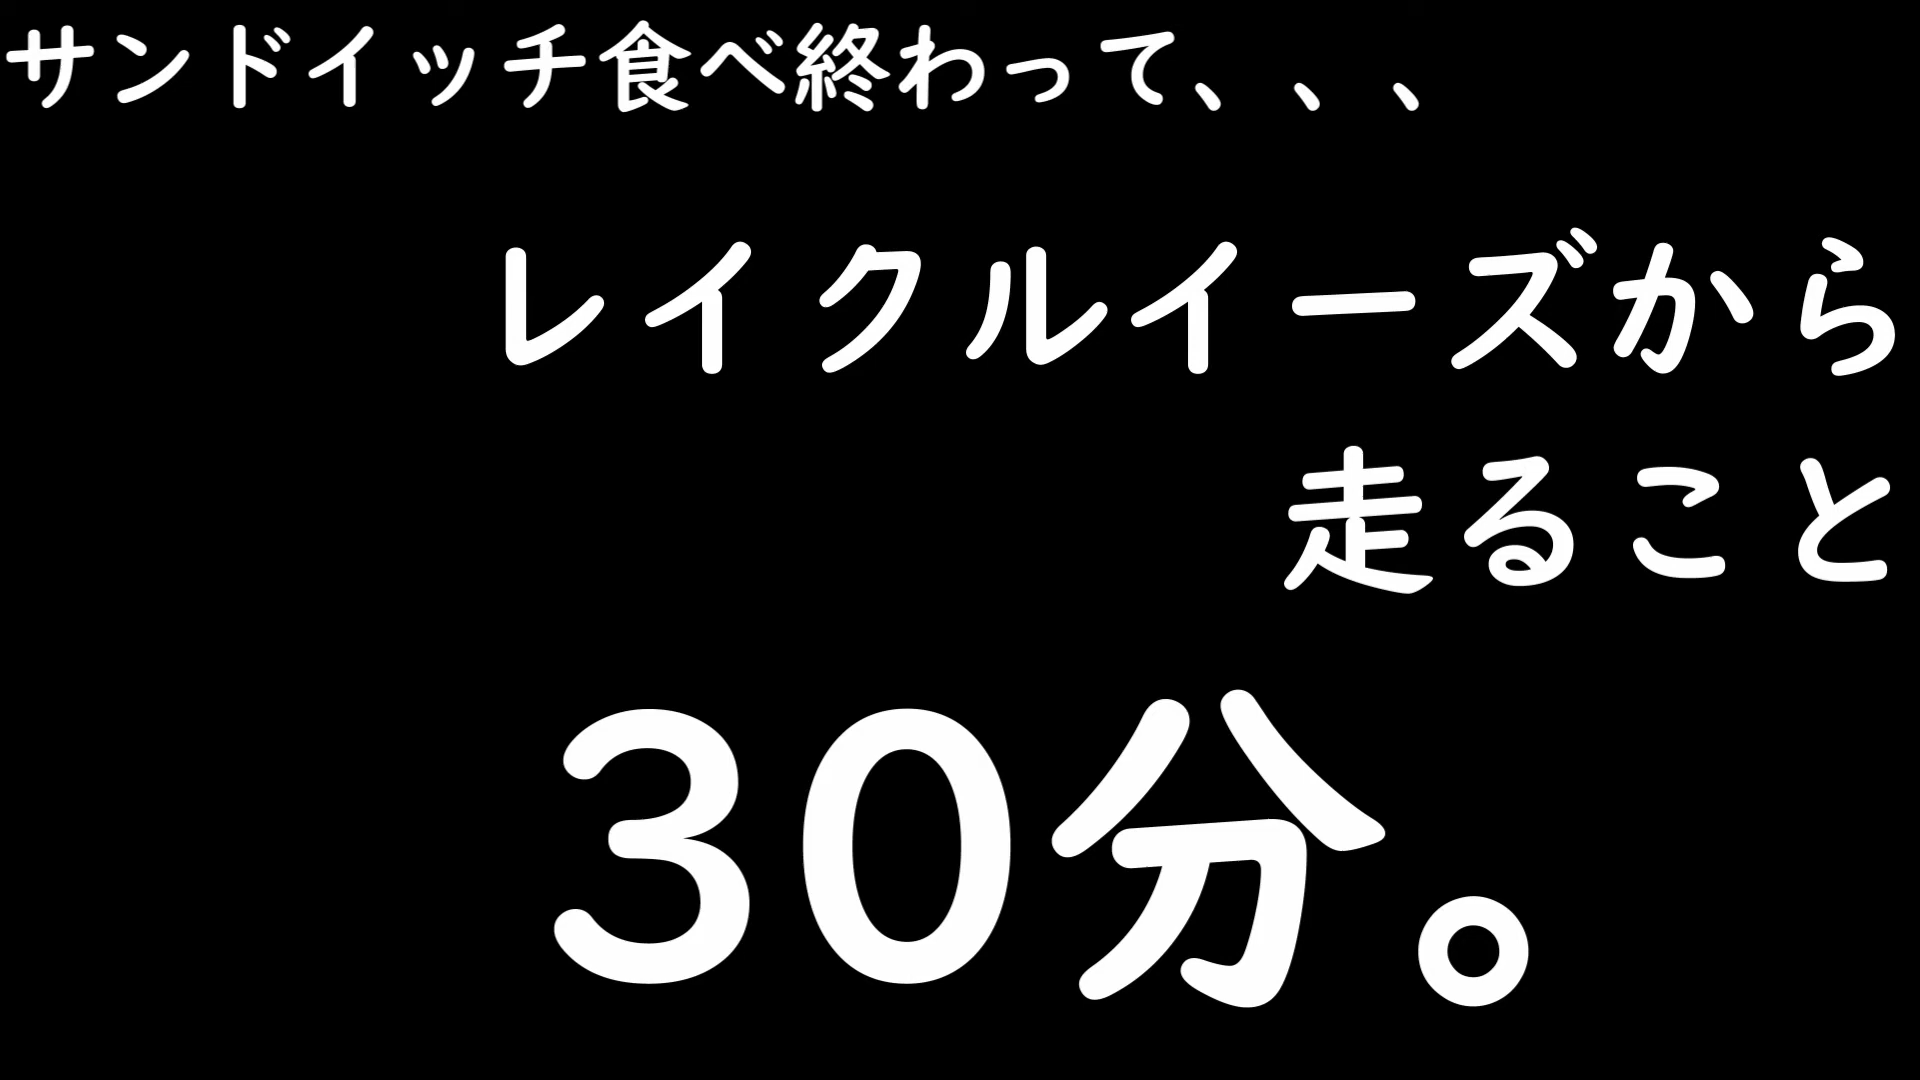 サンドイッチ食べ終わって、、、
レイクルイーズから
走ること
30分。